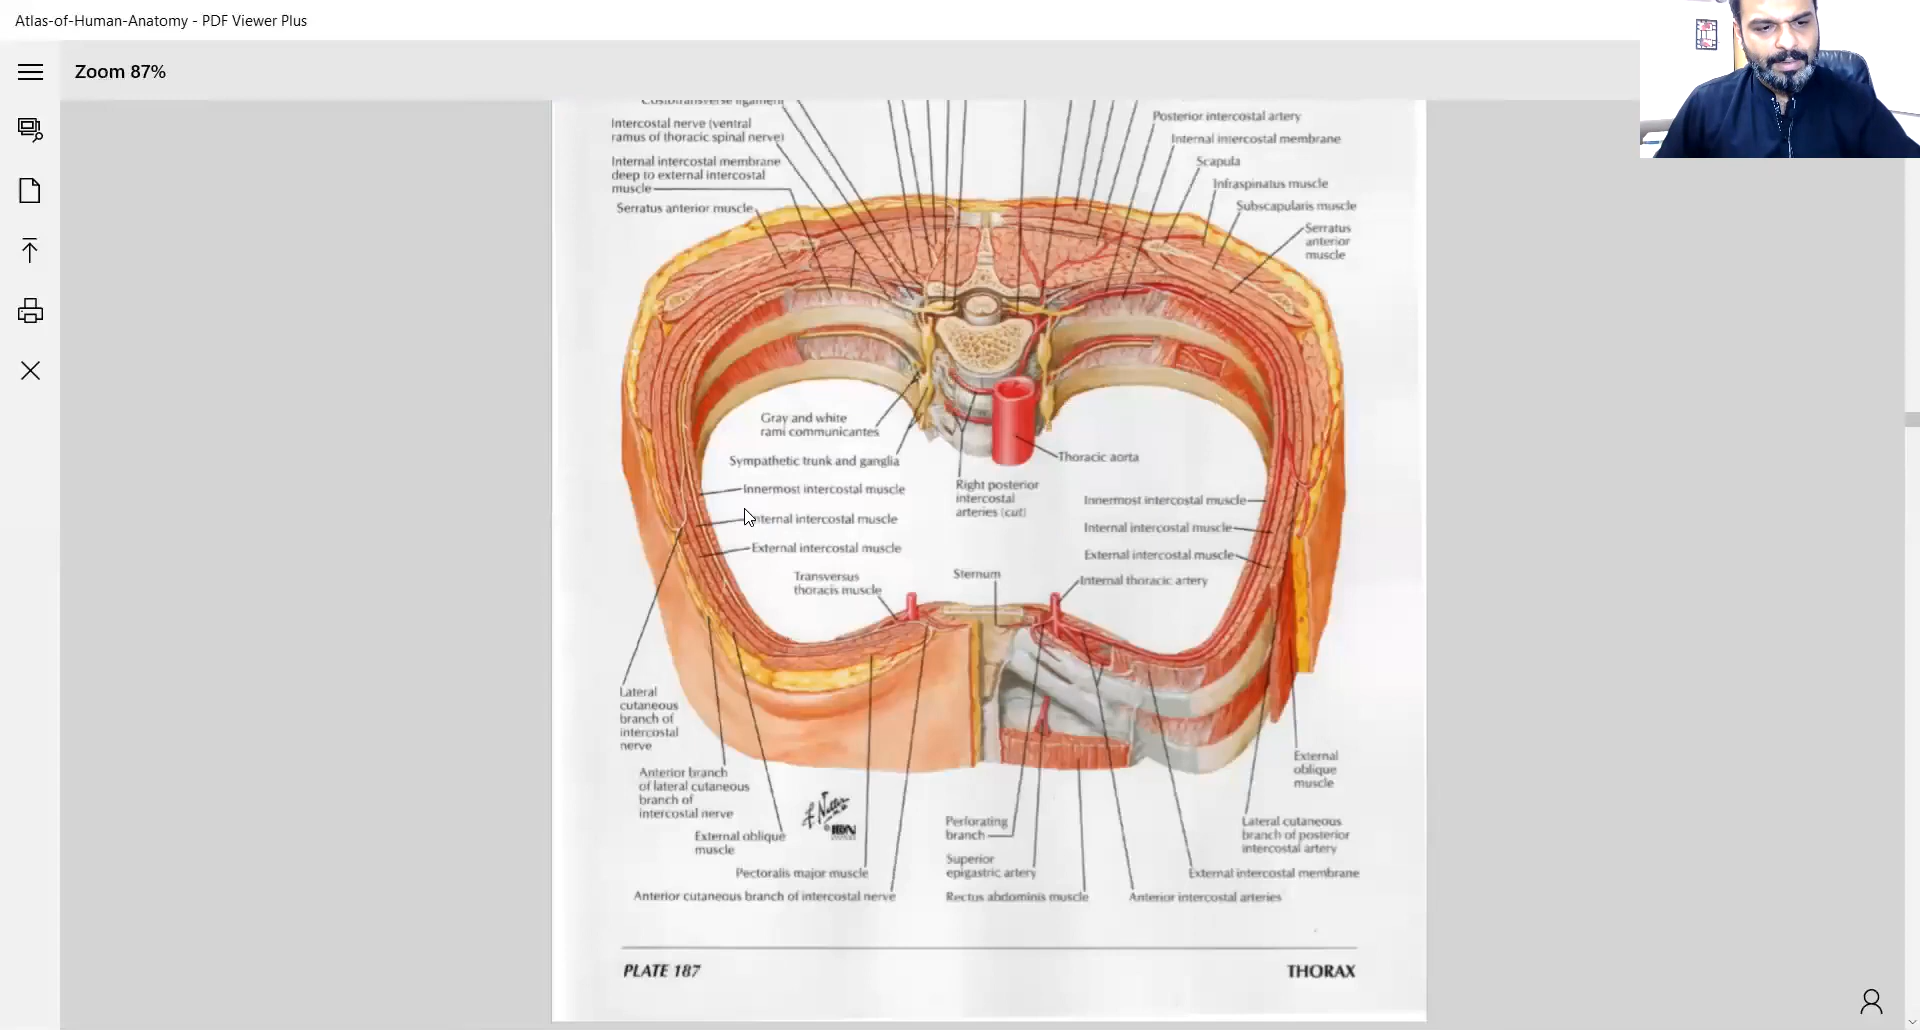 Atlas-of-Human-Anatomy - PDF Viewer Plus
Zoom 87%
Costotransverse ligament
Intercostal nerve (ventral
ramus of thoracic spinal nerve)
Internal intercostal membrane
deep to external intercostal
muscle
Serratus anterior muscle
Posterior intercostal artery
Internal intercostal membrane
Scapula
Infraspinatus muscle
Subscapularis muscle
Serratus
anterior
muscle
Gray and white
rami communicantes
Sympathetic trunk and ganglia
Innermost intercostal muscle
Internal intercostal muscle
External intercostal muscle
Transversus
thoracis muscle
Right posterior
intercostal
arteries (cut)
Sternum
Thoracic aorta
Innermost intercostal muscle
Internal intercostal muscle
External intercostal muscle
Internal thoracic artery
Lateral
cutaneous
branch of
intercostal
nerve
Anterior branch
of lateral cutaneous
branch of
intercostal nerve
External oblique
muscle
Pectoralis major muscle
Anterior cutaneous branch of intercostal nerve
Perforating
branch
Superior
epigastric artery
Rectus abdominis muscle
External
oblique
muscle
Lateral cutaneous
branch of posterior
intercostal artery
External intercostal membrane
Anterior intercostal arteries
PLATE 187
THORAX